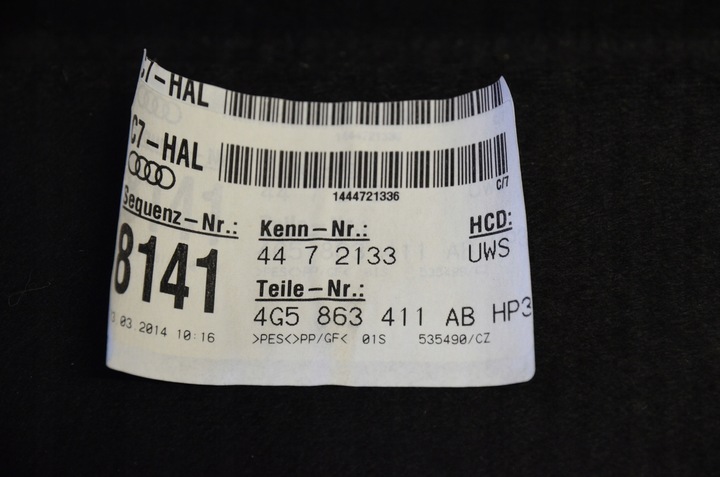 C7-HAL
C7-HAL
C/7
1444721336
Sequenz-Nr.:
Kenn-Nr.:
HCD:
8141
44 7 2133
UWS
Teile-Nr.:
4G5 863 411 AB HP3
03 2014 10:16
>PES<>PP/GF< 01S 535490/CZ